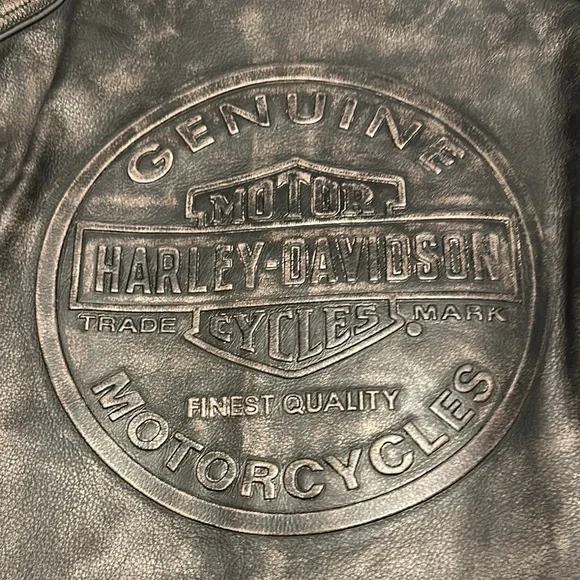 GENUINE
MOTOR
HARLEY-DAVIDSON
TRADE CYCLES MARK
FINEST QUALITY
MOTORCYCLES